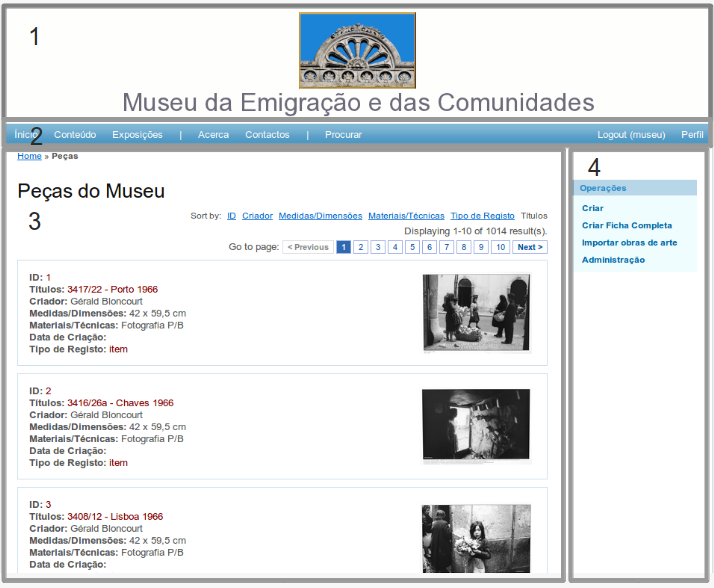 1
Museu da Emigração e das Comunidades
2
Início Conteúdo Exposições | Acerca Contactos | Procurar Logout (museu) Perfil
Home » Peças
Peças do Museu
3
Sort by: ID Criador Medidas/Dimensões Materiais/Técnicas Tipo de Registo Títulos
Displaying 1-10 of 1014 result(s).
Go to page: < Previous 1 2 3 4 5 6 7 8 9 10 Next >
ID: 1
Títulos: 3417/22 - Porto 1966
Criador: Gérald Bloncourt
Medidas/Dimensões: 42 x 59,5 cm
Materiais/Técnicas: Fotografia P/B
Data de Criação:
Tipo de Registo: item
ID: 2
Títulos: 3416/26a - Chaves 1966
Criador: Gérald Bloncourt
Medidas/Dimensões: 42 x 59,5 cm
Materiais/Técnicas: Fotografia P/B
Data de Criação:
Tipo de Registo: item
ID: 3
Títulos: 3408/12 - Lisboa 1966
Criador: Gérald Bloncourt
Medidas/Dimensões: 42 x 59,5 cm
Materiais/Técnicas: Fotografia P/B
Data de Criação:
4
Operações
Criar
Criar Ficha Completa
Importar obras de arte
Administração